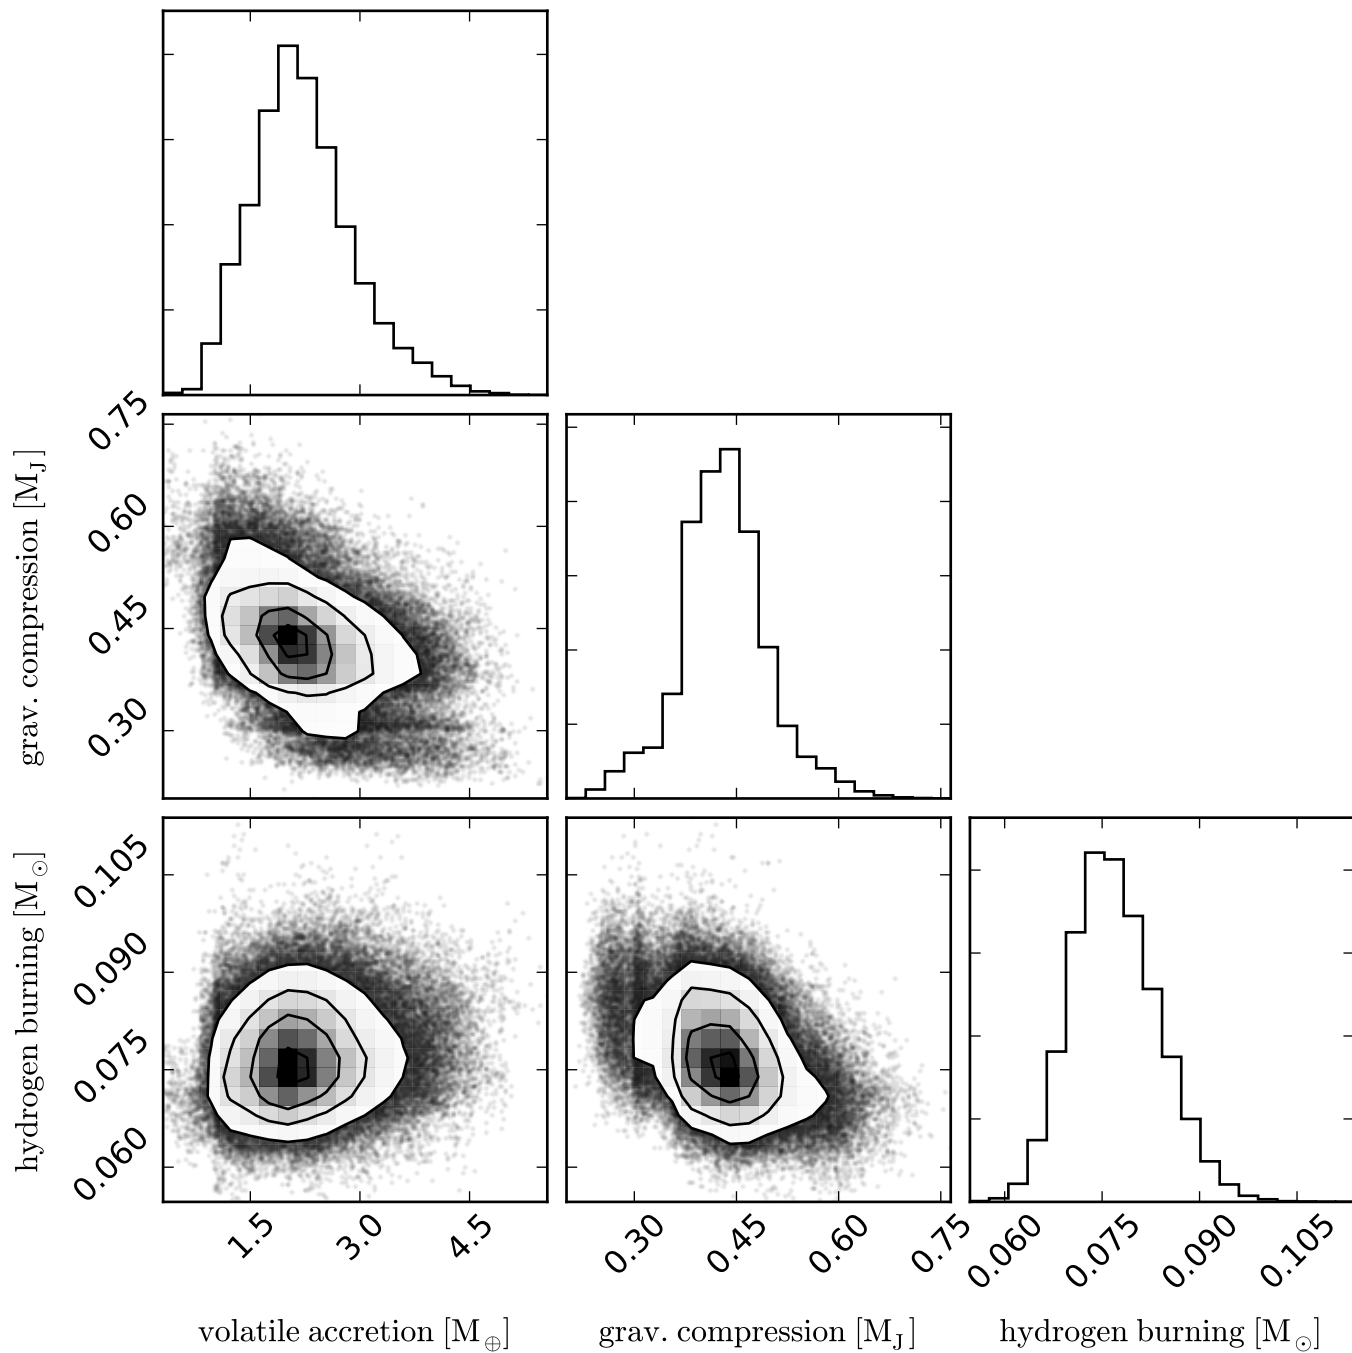 0.75
0.60
0.45
0.30
grav. compression [M_J]
0.105
0.090
0.075
0.060
hydrogen burning [M_⊙]
1.5 3.0 4.5
0.30 0.45 0.60 0.75
0.060 0.075 0.090 0.105
volatile accretion [M_⊕]
grav. compression [M_J]
hydrogen burning [M_⊙]